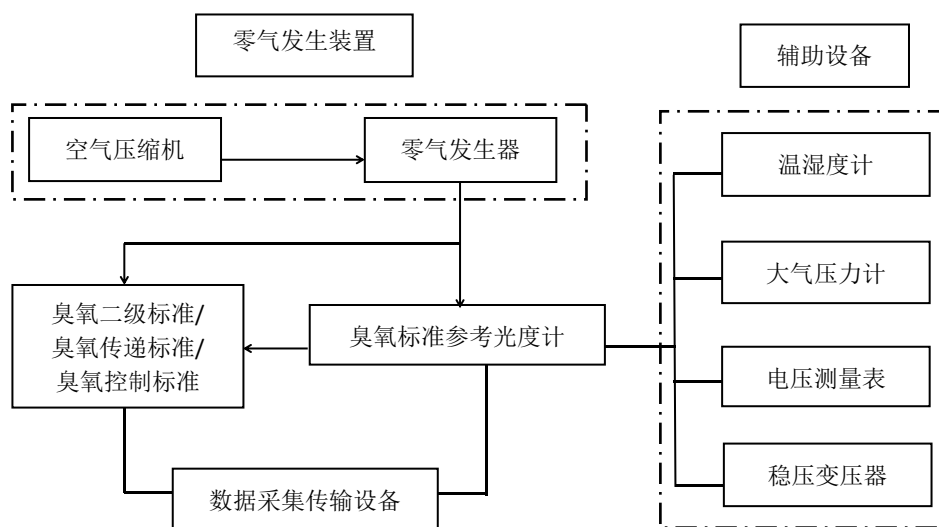 零气发生装置
辅助设备
空气压缩机
零气发生器
温湿度计
大气压力计
臭氧二级标准/
臭氧传递标准/
臭氧控制标准
臭氧标准参考光度计
电压测量表
稳压变压器
数据采集传输设备